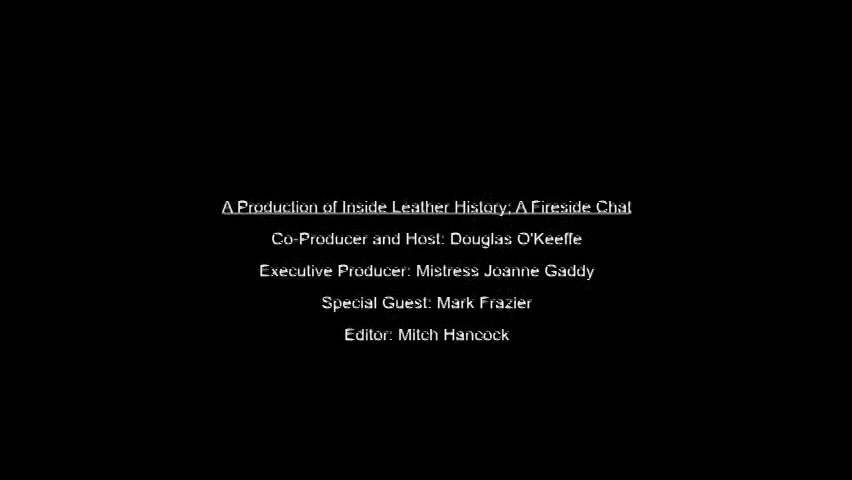 A Production of Inside Leather History; A Fireside Chat
Co-Producer and Host: Douglas O'Keeffe
Executive Producer: Mistress Joanne Gaddy
Special Guest: Mark Frazier
Editor: Mitch Hancock